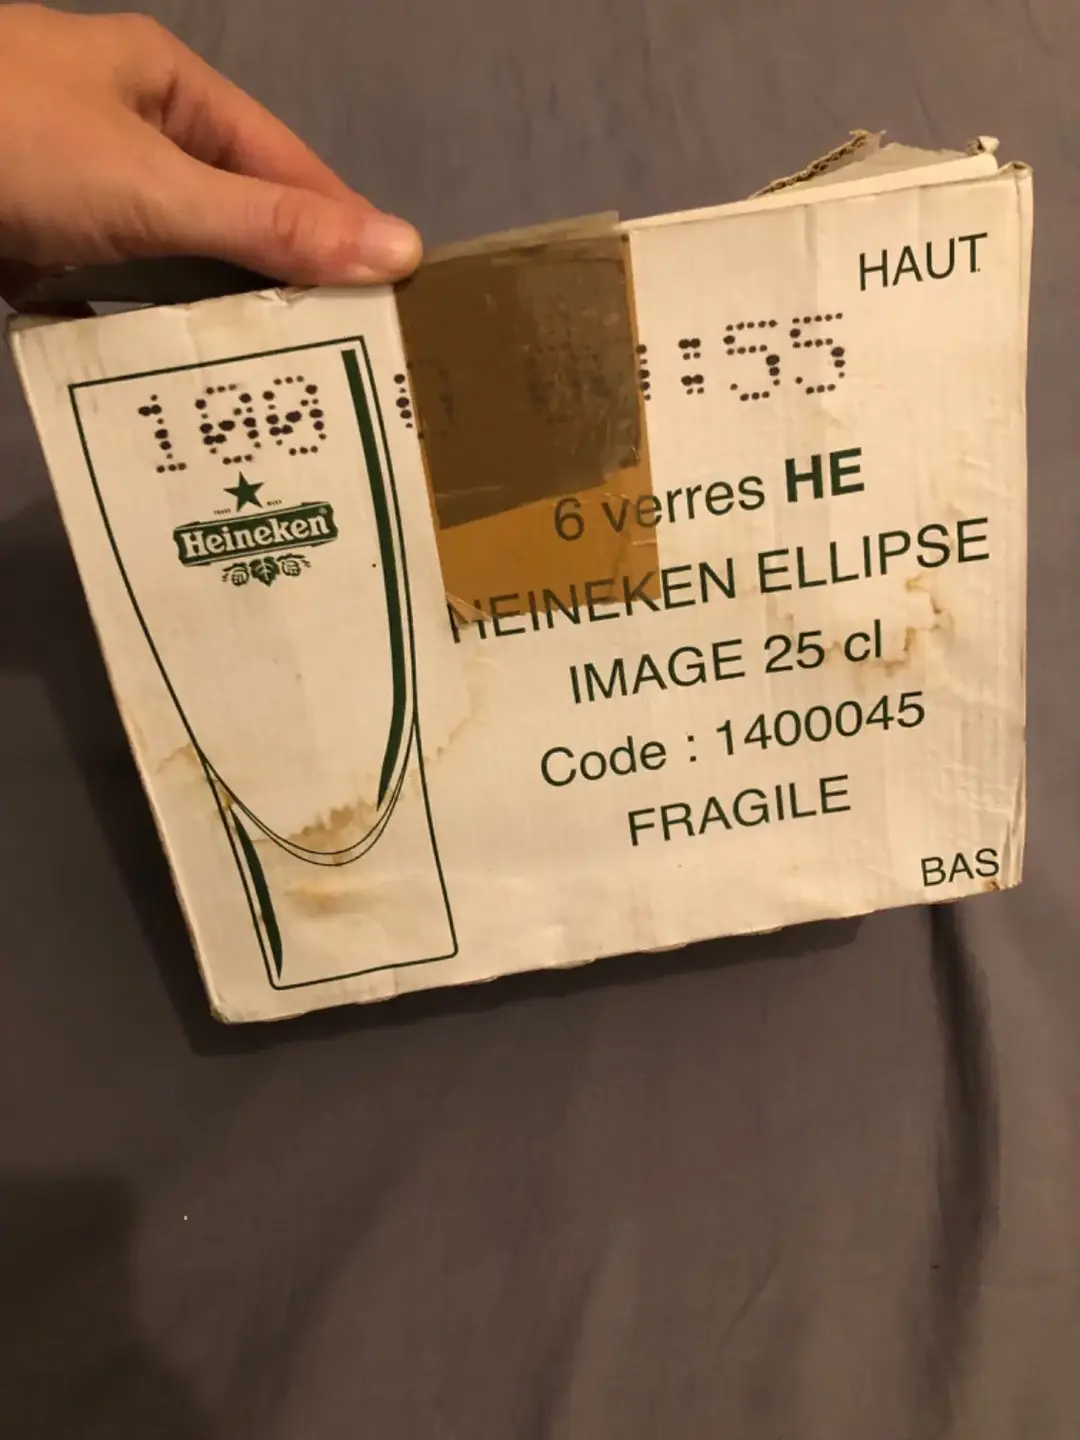 HAUT
100 :55
Heineken
6 verres HE
HEINEKEN ELLIPSE
IMAGE 25 cl
Code : 1400045
FRAGILE
BAS